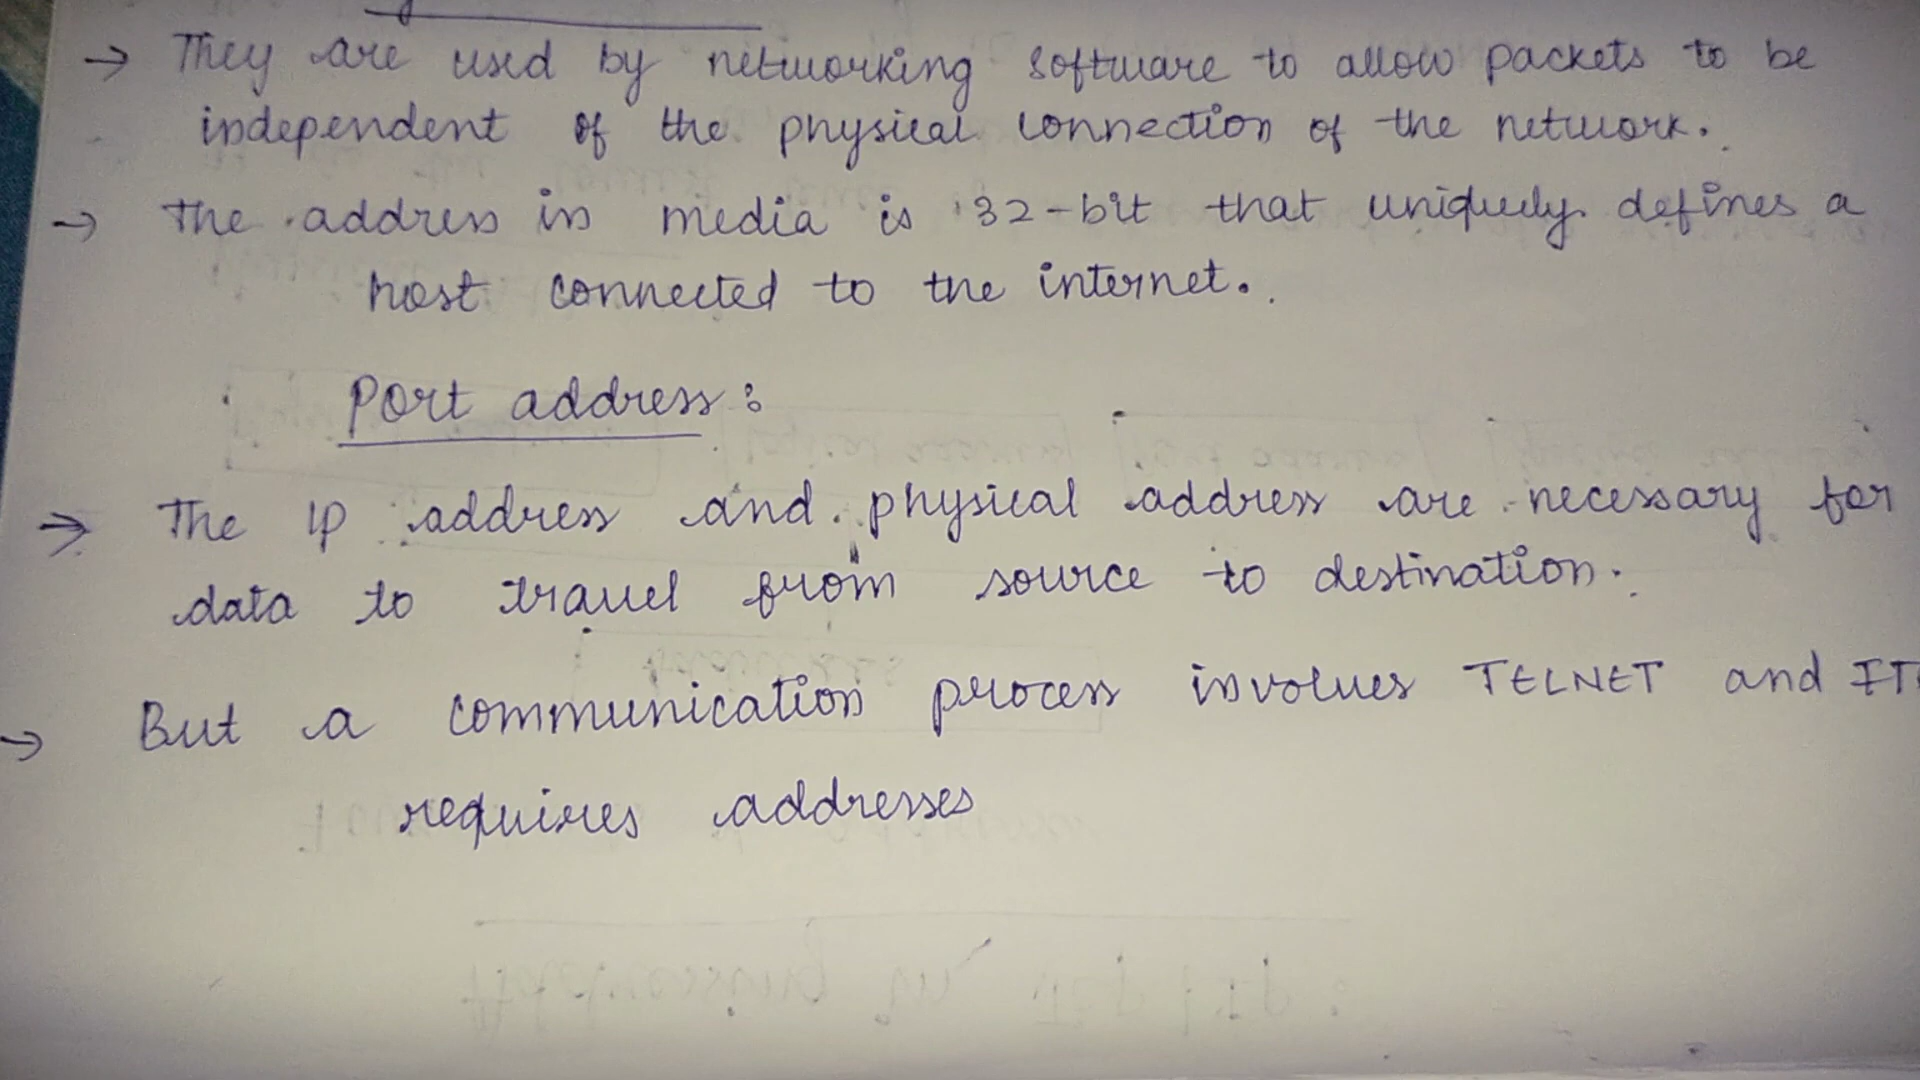 → They are used by networking software to allow packets to be
independent of the physical connection of the network.
→ The address in media is 32-bit that uniquely defines a
host connected to the internet.
Port address:
→ The IP address and physical address are necessary for
data to travel from source to destination.
→ But a communication process involves TELNET and FT
requires addresses